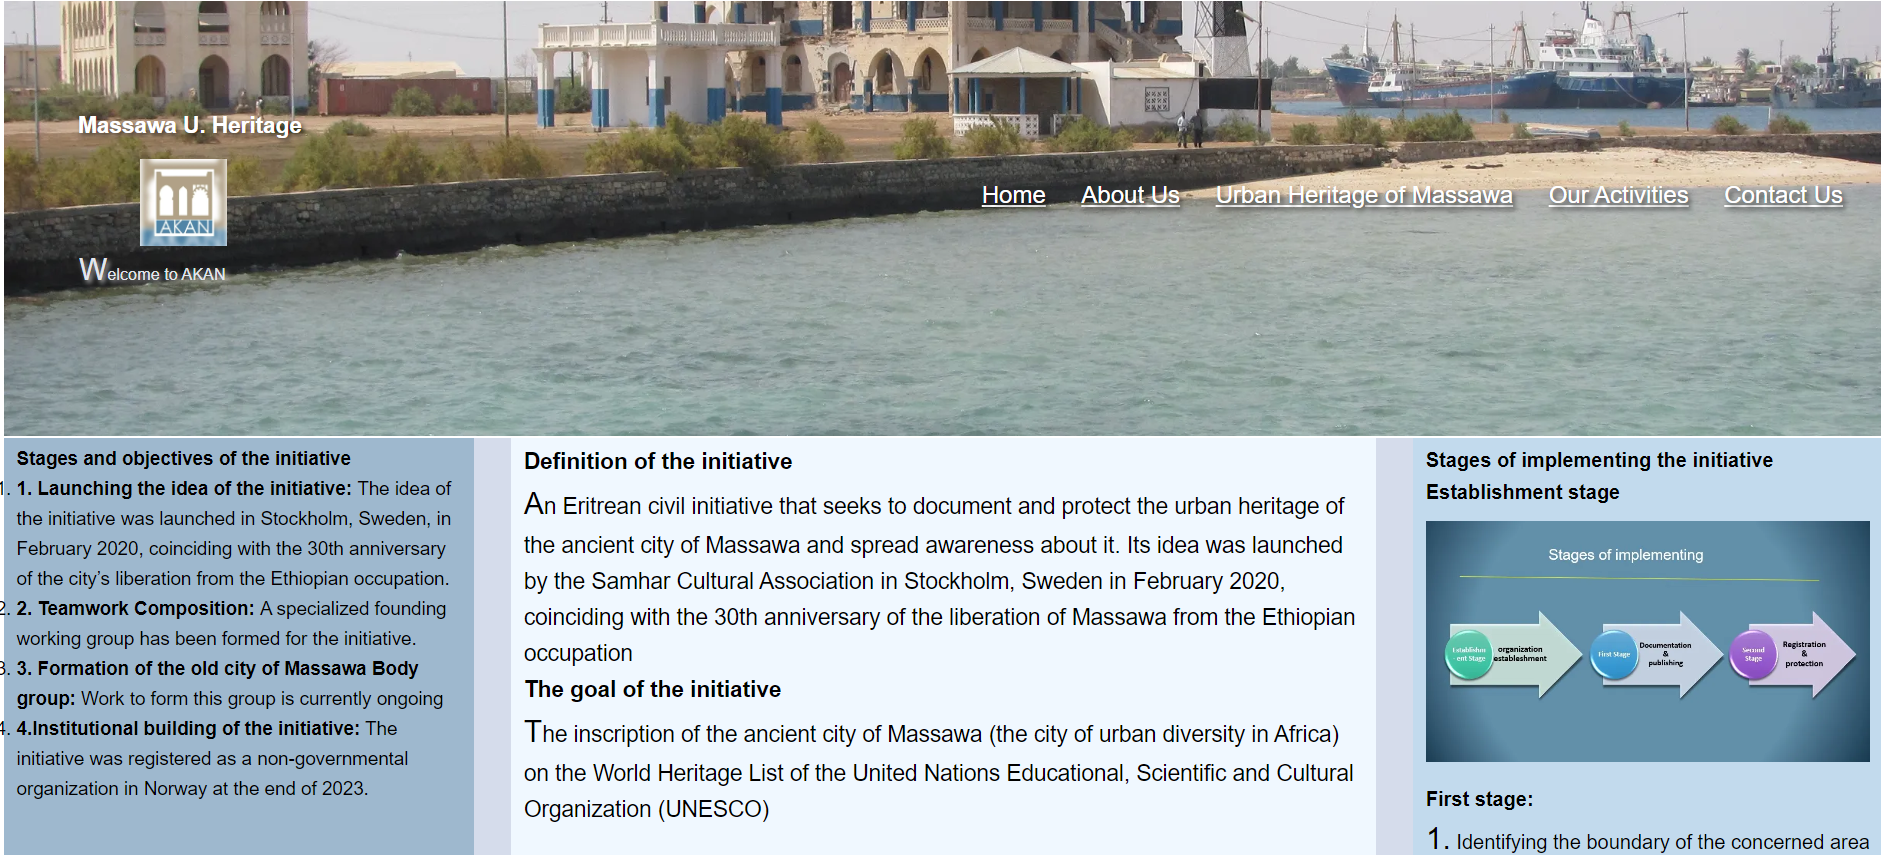 Massawa U. Heritage
AKAN
Welcome to AKAN
Home About Us Urban Heritage of Massawa Our Activities Contact Us
Stages and objectives of the initiative
1. 1. Launching the idea of the initiative: The idea of
the initiative was launched in Stockholm, Sweden, in
February 2020, coinciding with the 30th anniversary
of the city’s liberation from the Ethiopian occupation.
2. 2. Teamwork Composition: A specialized founding
working group has been formed for the initiative.
3. 3. Formation of the old city of Massawa Body
group: Work to form this group is currently ongoing
4. 4.Institutional building of the initiative: The
initiative was registered as a non-governmental
organization in Norway at the end of 2023.
Definition of the initiative
An Eritrean civil initiative that seeks to document and protect the urban heritage of
the ancient city of Massawa and spread awareness about it. Its idea was launched
by the Samhar Cultural Association in Stockholm, Sweden in February 2020,
coinciding with the 30th anniversary of the liberation of Massawa from the Ethiopian
occupation
The goal of the initiative
The inscription of the ancient city of Massawa (the city of urban diversity in Africa)
on the World Heritage List of the United Nations Educational, Scientific and Cultural
Organization (UNESCO)
Stages of implementing the initiative
Establishment stage
Stages of implementing
Establishm
ent Stage
organization
estableshment
First Stage
Documentation
&
publishing
Second
Stage
Registration
&
protection
First stage:
1. Identifying the boundary of the concerned area